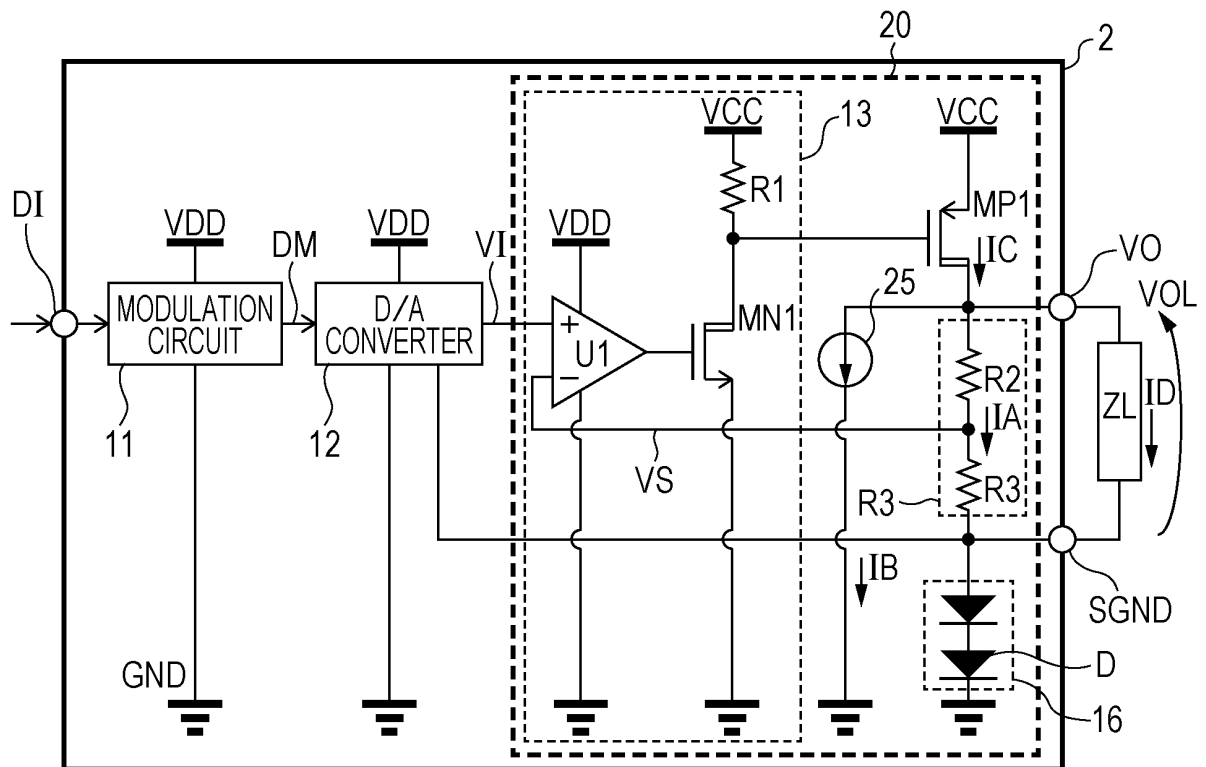 20
2
VCC
13
VCC
R1
MP1
DI
VDD
DM
VDD
VI
VDD
IC
VO
VOL
25
MODULATION
CIRCUIT
D/A
CONVERTER
+
U1
−
MN1
R2
ZL
ID
11
12
IA
VS
R3
R3
IB
SGND
GND
D
16